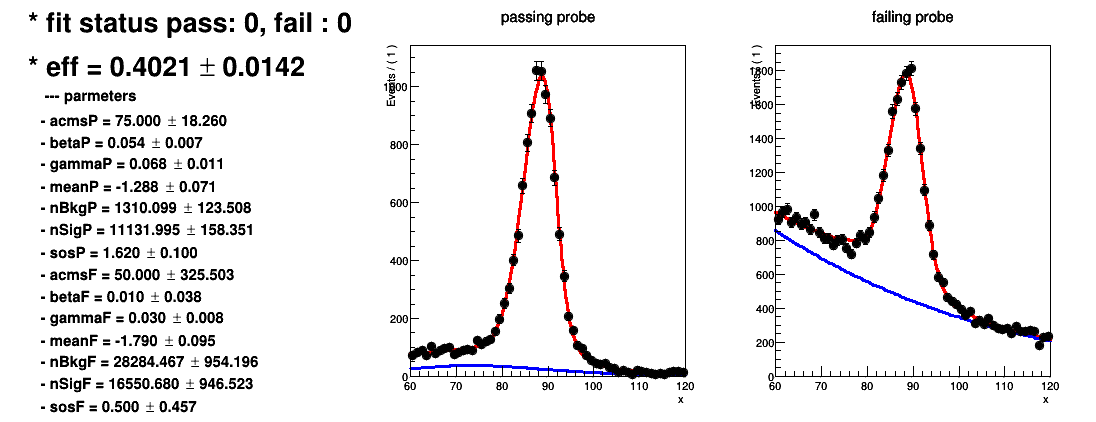 * fit status pass: 0, fail : 0
* eff = 0.4021 ± 0.0142
--- parmeters
- acmsP = 75.000 ± 18.260
- betaP = 0.054 ± 0.007
- gammaP = 0.068 ± 0.011
- meanP = -1.288 ± 0.071
- nBkgP = 1310.099 ± 123.508
- nSigP = 11131.995 ± 158.351
- sosP = 1.620 ± 0.100
- acmsF = 50.000 ± 325.503
- betaF = 0.010 ± 0.038
- gammaF = 0.030 ± 0.008
- meanF = -1.790 ± 0.095
- nBkgF = 28284.467 ± 954.196
- nSigF = 16550.680 ± 946.523
- sosF = 0.500 ± 0.457
passing probe
Events / ( 1 )
1000
800
600
400
200
0
60 70 80 90 100 110 120
x
failing probe
Events / ( 1 )
1800
1600
1400
1200
1000
800
600
400
200
0
60 70 80 90 100 110 120
x